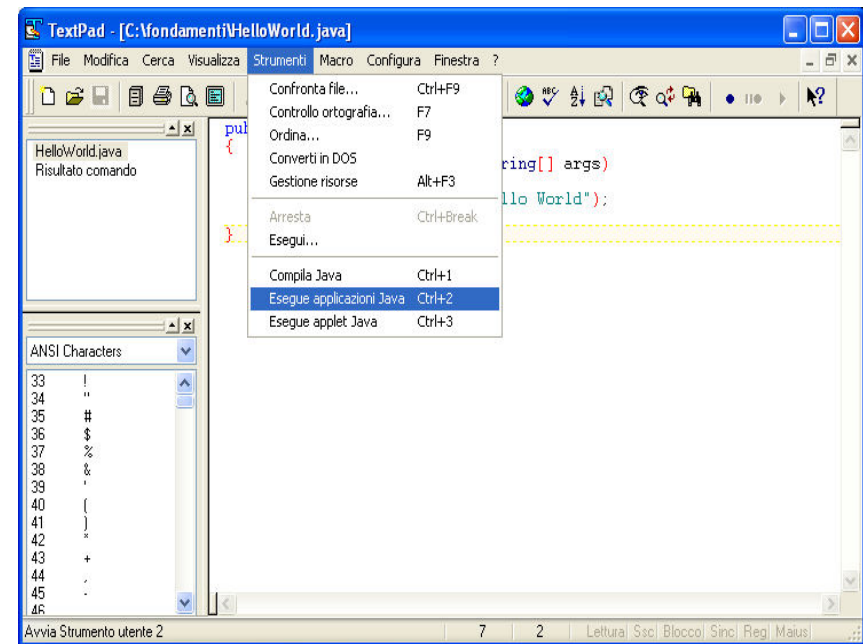 TextPad - [C:\fondamenti\HelloWorld.java]
File Modifica Cerca Visualizza Strumenti Macro Configura Finestra ?
Confronta file... Ctrl+F9
Controllo ortografia... F7
Ordina... F9
Converti in DOS
Gestione risorse Alt+F3
Arresta Ctrl+Break
Esegui...
Compila Java Ctrl+1
Esegue applicazioni Java Ctrl+2
Esegue applet Java Ctrl+3
HelloWorld.java
Risultato comando
{
ring[] args)
llo World");
}
ANSI Characters
33 !
34 "
35 #
36 $
37 %
38 &
39 '
40 (
41 )
42 *
43 +
44 ,
45 -
46
Avvia Strumento utente 2 7 2 Lettura Ssc Blocco Sinc Reg Maius